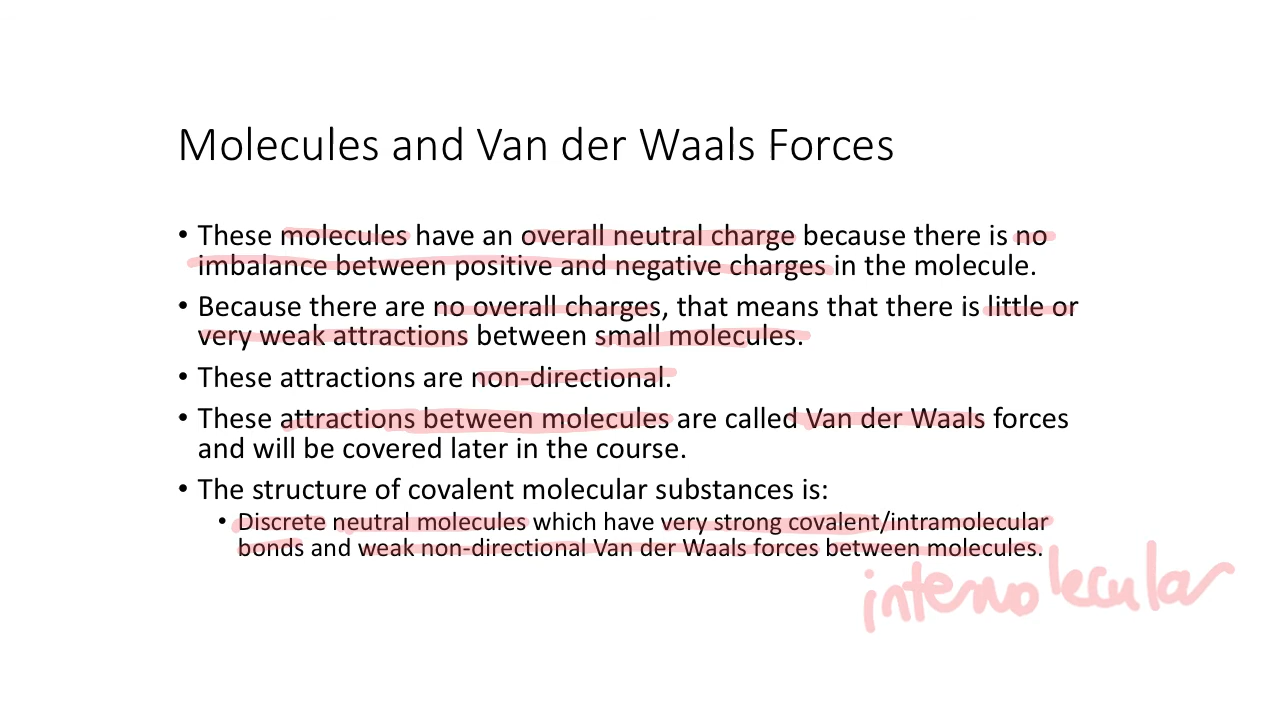 Molecules and Van der Waals Forces
• These molecules have an overall neutral charge because there is no
imbalance between positive and negative charges in the molecule.
• Because there are no overall charges, that means that there is little or
very weak attractions between small molecules.
• These attractions are non-directional.
• These attractions between molecules are called Van der Waals forces
and will be covered later in the course.
• The structure of covalent molecular substances is:
• Discrete neutral molecules which have very strong covalent/intramolecular
bonds and weak non-directional Van der Waals forces between molecules.
intermolecular